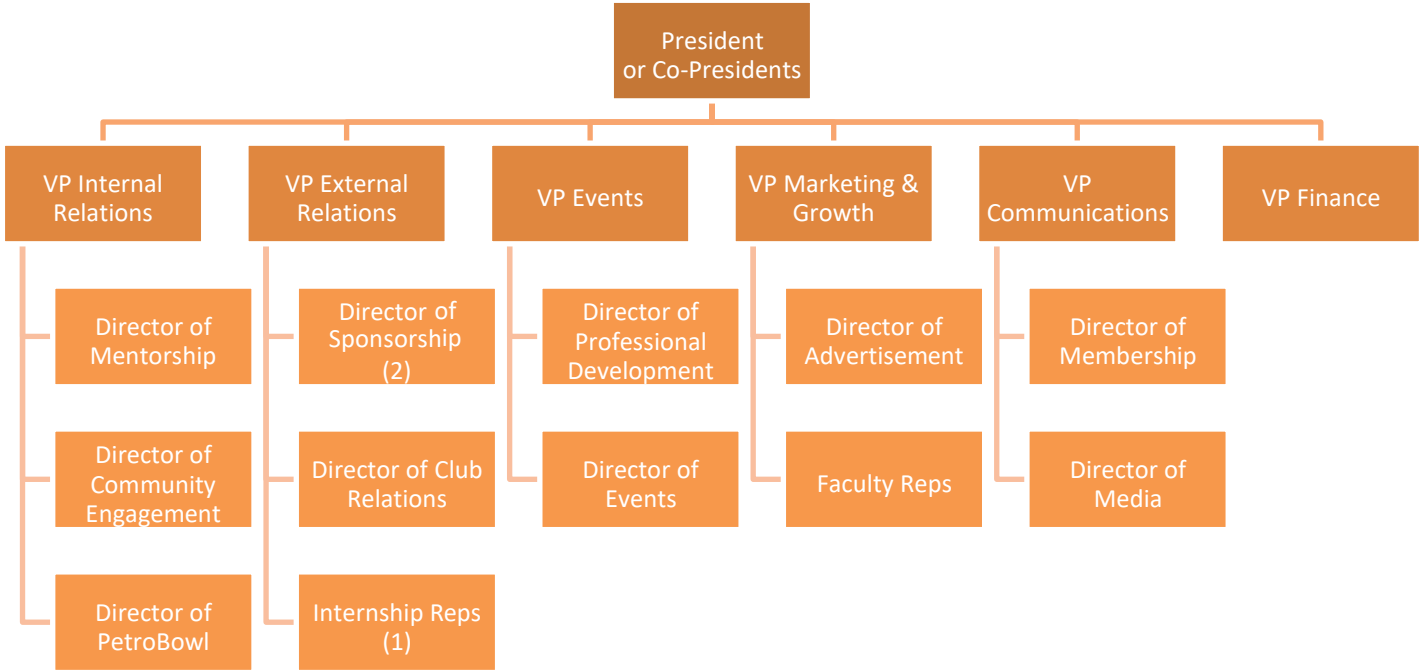 President
or Co-Presidents
VP Internal
Relations
VP External
Relations
VP Events
VP Marketing &
Growth
VP
Communications
VP Finance
Director of
Mentorship
Director of
Community
Engagement
Director of
PetroBowl
Director of
Sponsorship
(2)
Director of Club
Relations
Internship Reps
(1)
Director of
Professional
Development
Director of
Events
Director of
Advertisement
Faculty Reps
Director of
Membership
Director of
Media